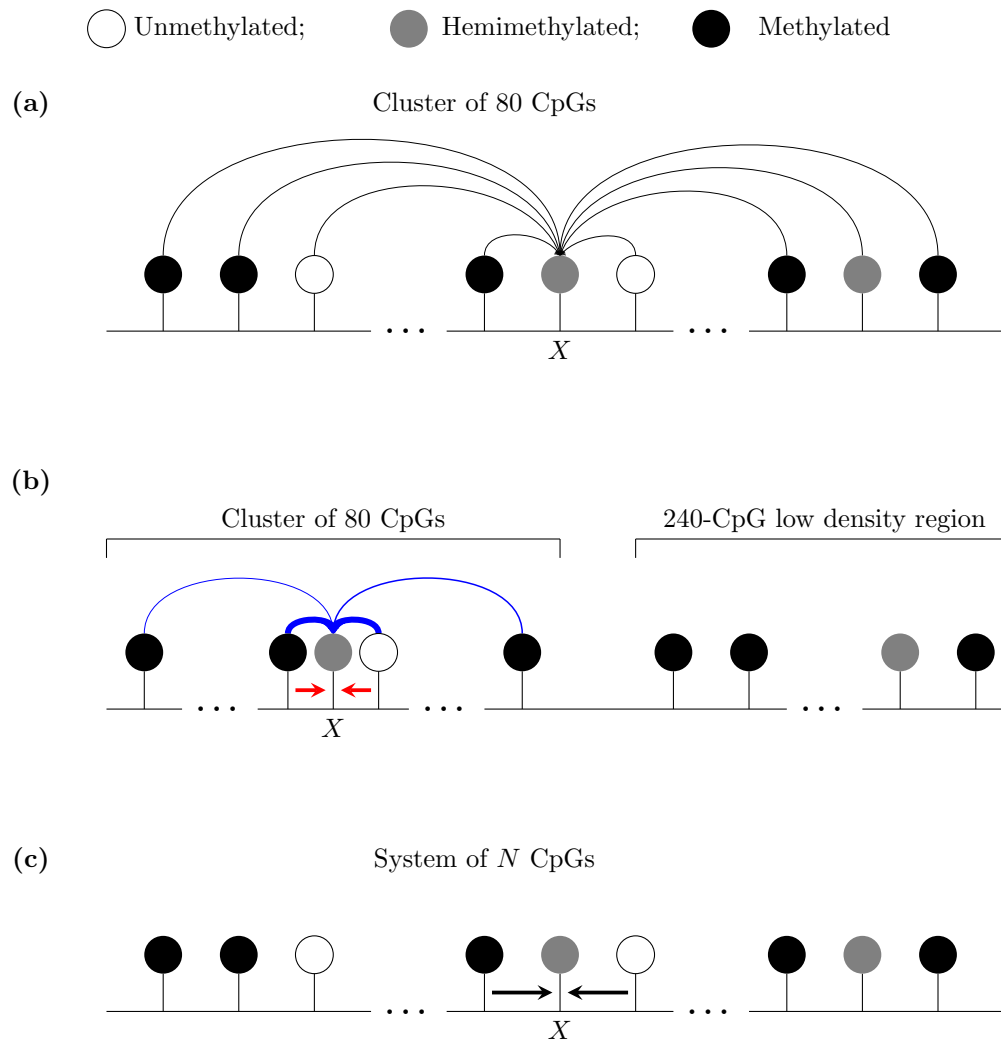 Unmethylated; Hemimethylated; Methylated
(a)
Cluster of 80 CpGs
. . . . . .
X
(b)
Cluster of 80 CpGs 240-CpG low density region
. . . . . . . . .
X
(c)
System of N CpGs
. . . . . .
X